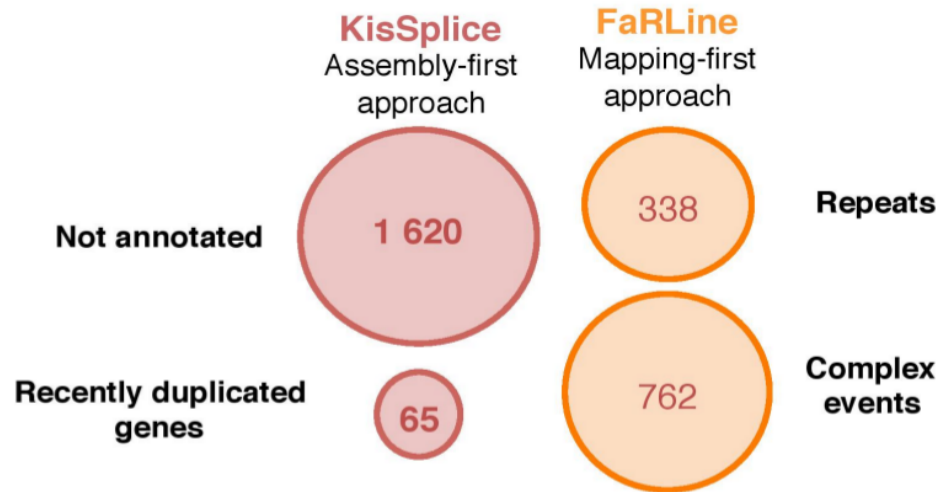 KisSplice
Assembly-first
approach
FaRLine
Mapping-first
approach
Not annotated
1 620
338
Repeats
Recently duplicated
genes
65
762
Complex
events